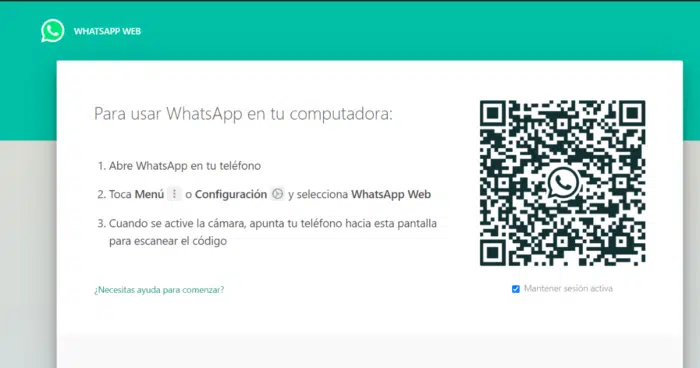 WHATSAPP WEB
Para usar WhatsApp en tu computadora:
1. Abre WhatsApp en tu teléfono
2. Toca Menú o Configuración y selecciona WhatsApp Web
3. Cuando se active la cámara, apunta tu teléfono hacia esta pantalla
para escanear el código
¿Necesitas ayuda para comenzar?
Mantener sesión activa